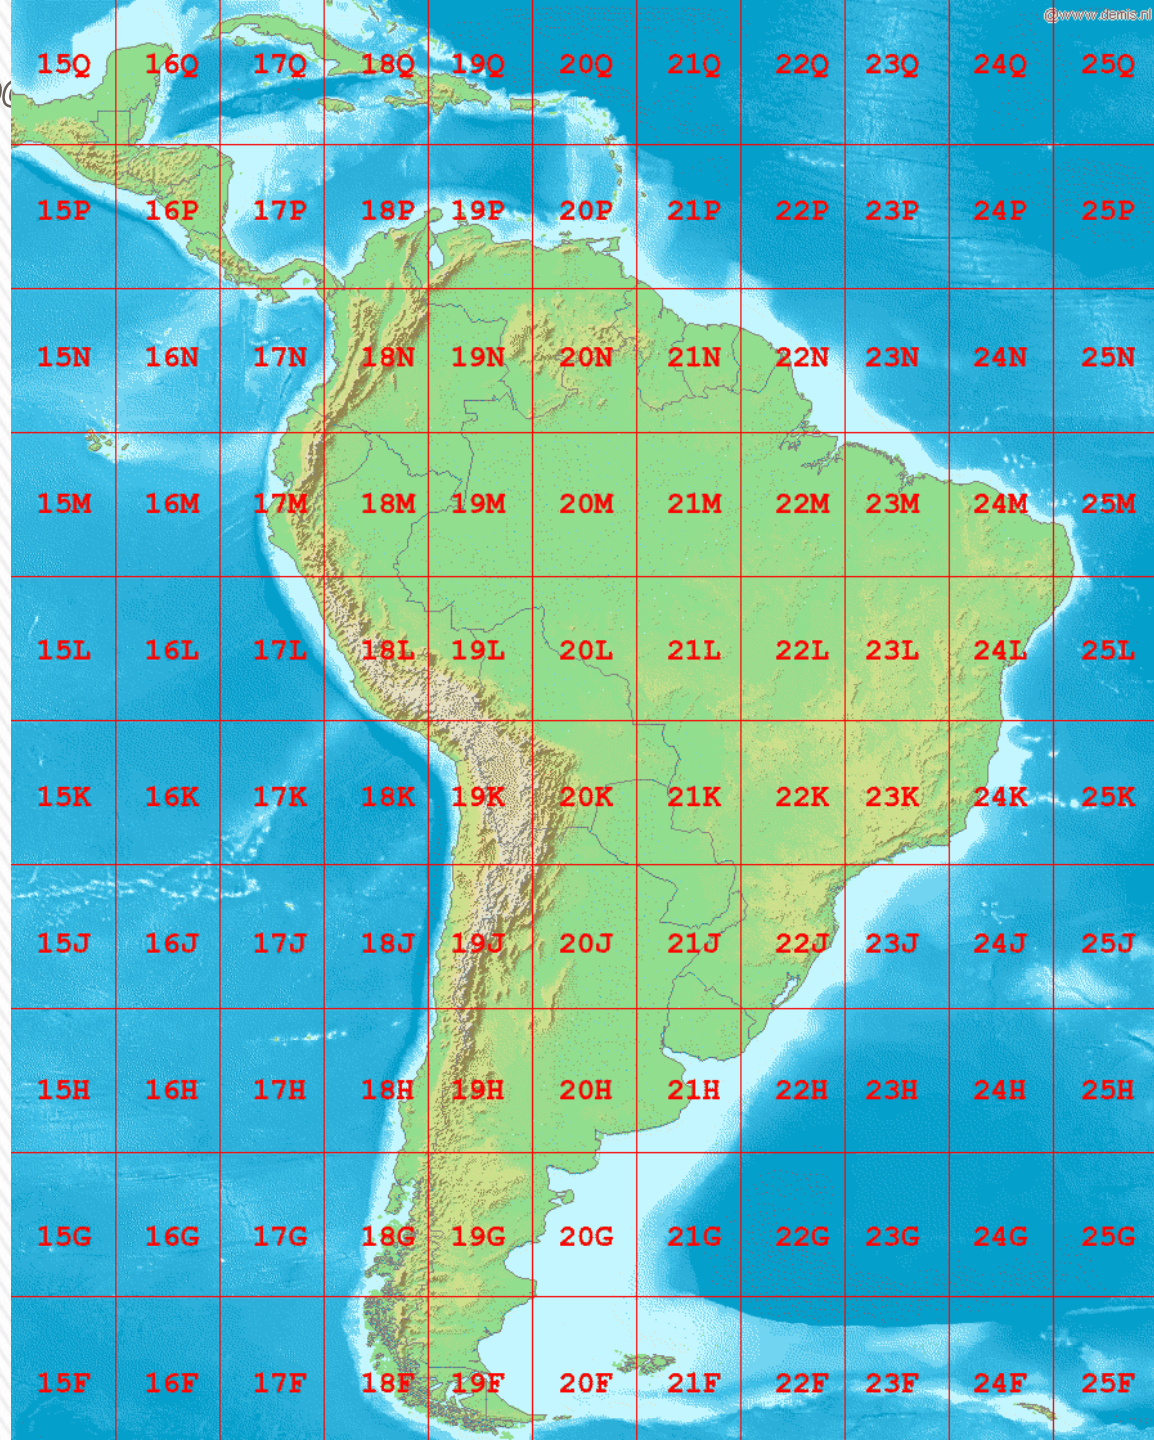 @www.demis.nl
15Q 16Q 17Q 18Q 19Q 20Q 21Q 22Q 23Q 24Q 25Q
15P 16P 17P 18P 19P 20P 21P 22P 23P 24P 25P
15N 16N 17N 18N 19N 20N 21N 22N 23N 24N 25N
15M 16M 17M 18M 19M 20M 21M 22M 23M 24M 25M
15L 16L 17L 18L 19L 20L 21L 22L 23L 24L 25L
15K 16K 17K 18K 19K 20K 21K 22K 23K 24K 25K
15J 16J 17J 18J 19J 20J 21J 22J 23J 24J 25J
15H 16H 17H 18H 19H 20H 21H 22H 23H 24H 25H
15G 16G 17G 18G 19G 20G 21G 22G 23G 24G 25G
15F 16F 17F 18F 19F 20F 21F 22F 23F 24F 25F